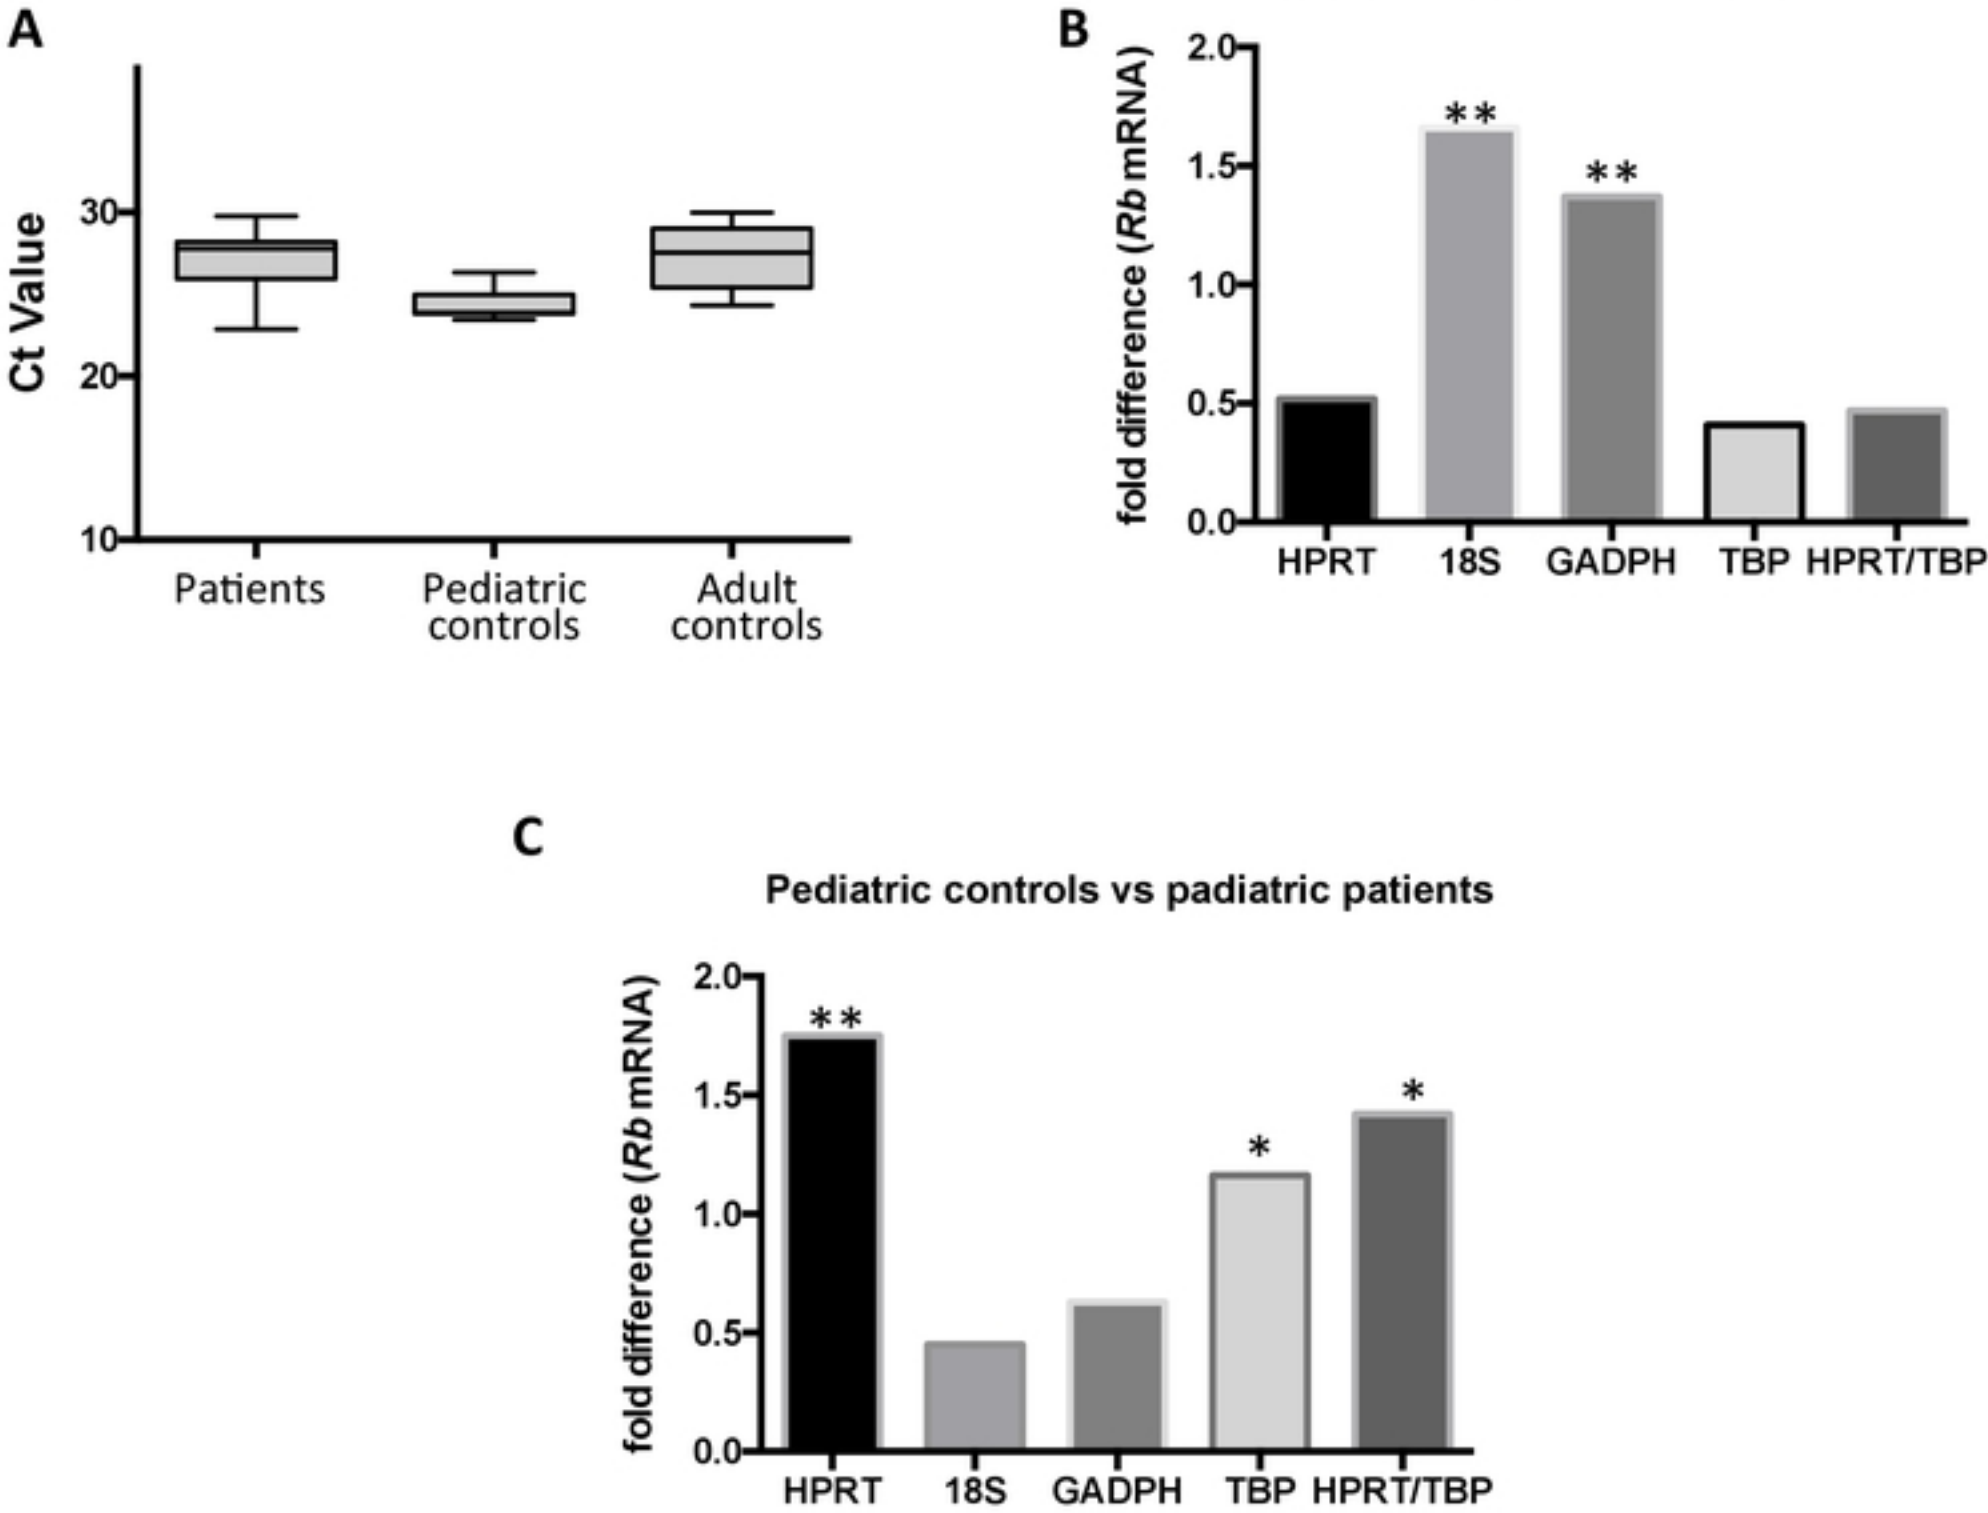 A
Ct Value
30
20
10
Patients
Pediatric
controls
Adult
controls
B
fold difference (Rb mRNA)
2.0
1.5
1.0
0.5
0.0
**
**
HPRT
18S
GADPH
TBP
HPRT/TBP
C
Pediatric controls vs padiatric patients
fold difference (Rb mRNA)
2.0
1.5
1.0
0.5
0.0
**
*
*
HPRT
18S
GADPH
TBP
HPRT/TBP